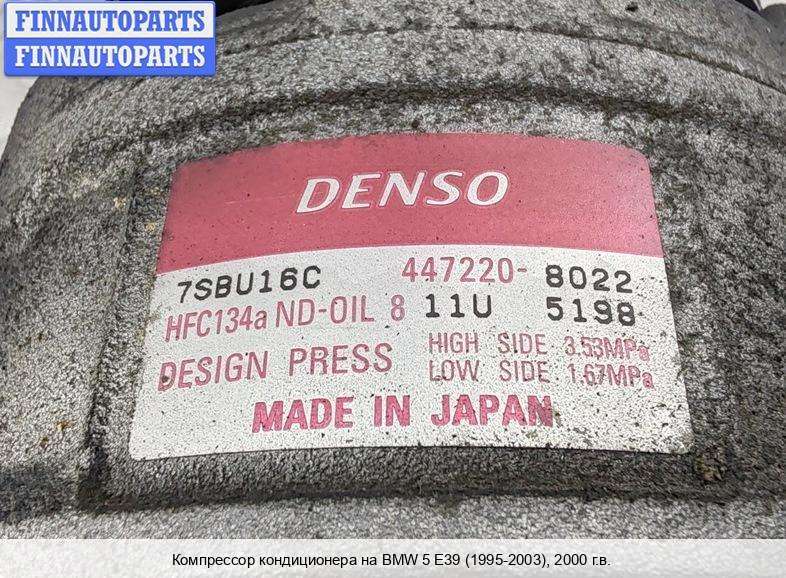 FINNAUTOPARTS
FINNAUTOPARTS
DENSO
7SBU16C 447220-8022
HFC134a ND-OIL 8 11U 5198
DESIGN PRESS HIGH SIDE 3.53MPa
LOW SIDE 1.67MPa
MADE IN JAPAN
Компрессор кондиционера на BMW 5 E39 (1995-2003), 2000 г.в.